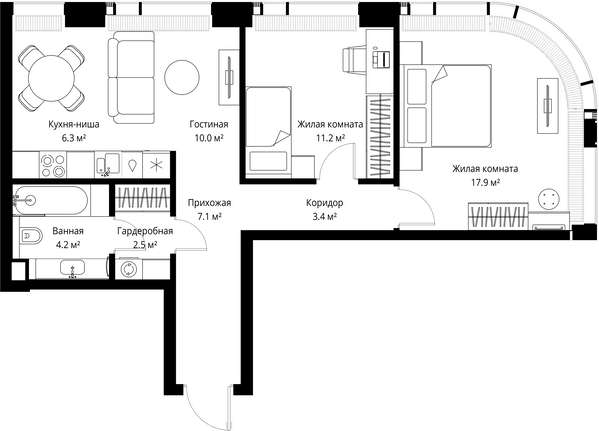 Кухня-ниша
6.3 м²
Гостиная
10.0 м²
Жилая комната
11.2 м²
Жилая комната
17.9 м²
Прихожая
7.1 м²
Коридор
3.4 м²
Ванная
4.2 м²
Гардеробная
2.5 м²